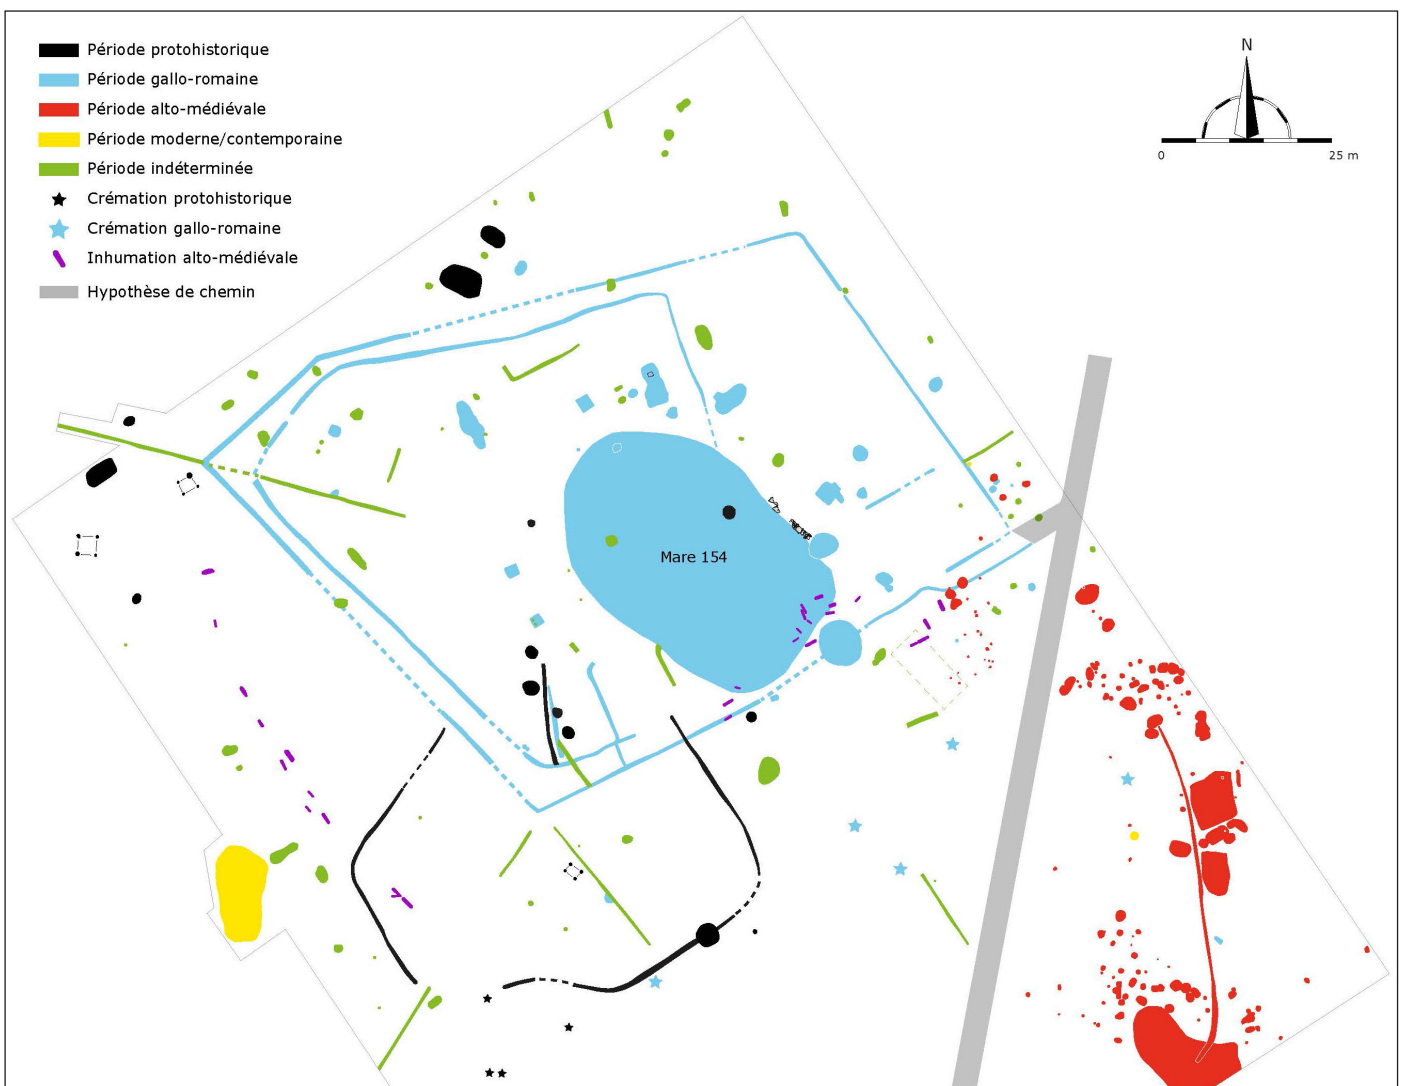 Période protohistorique
Période gallo-romaine
Période alto-médiévale
Période moderne/contemporaine
Période indéterminée
Crémation protohistorique
Crémation gallo-romaine
Inhumation alto-médiévale
Hypothèse de chemin
N
0 25 m
Mare 154